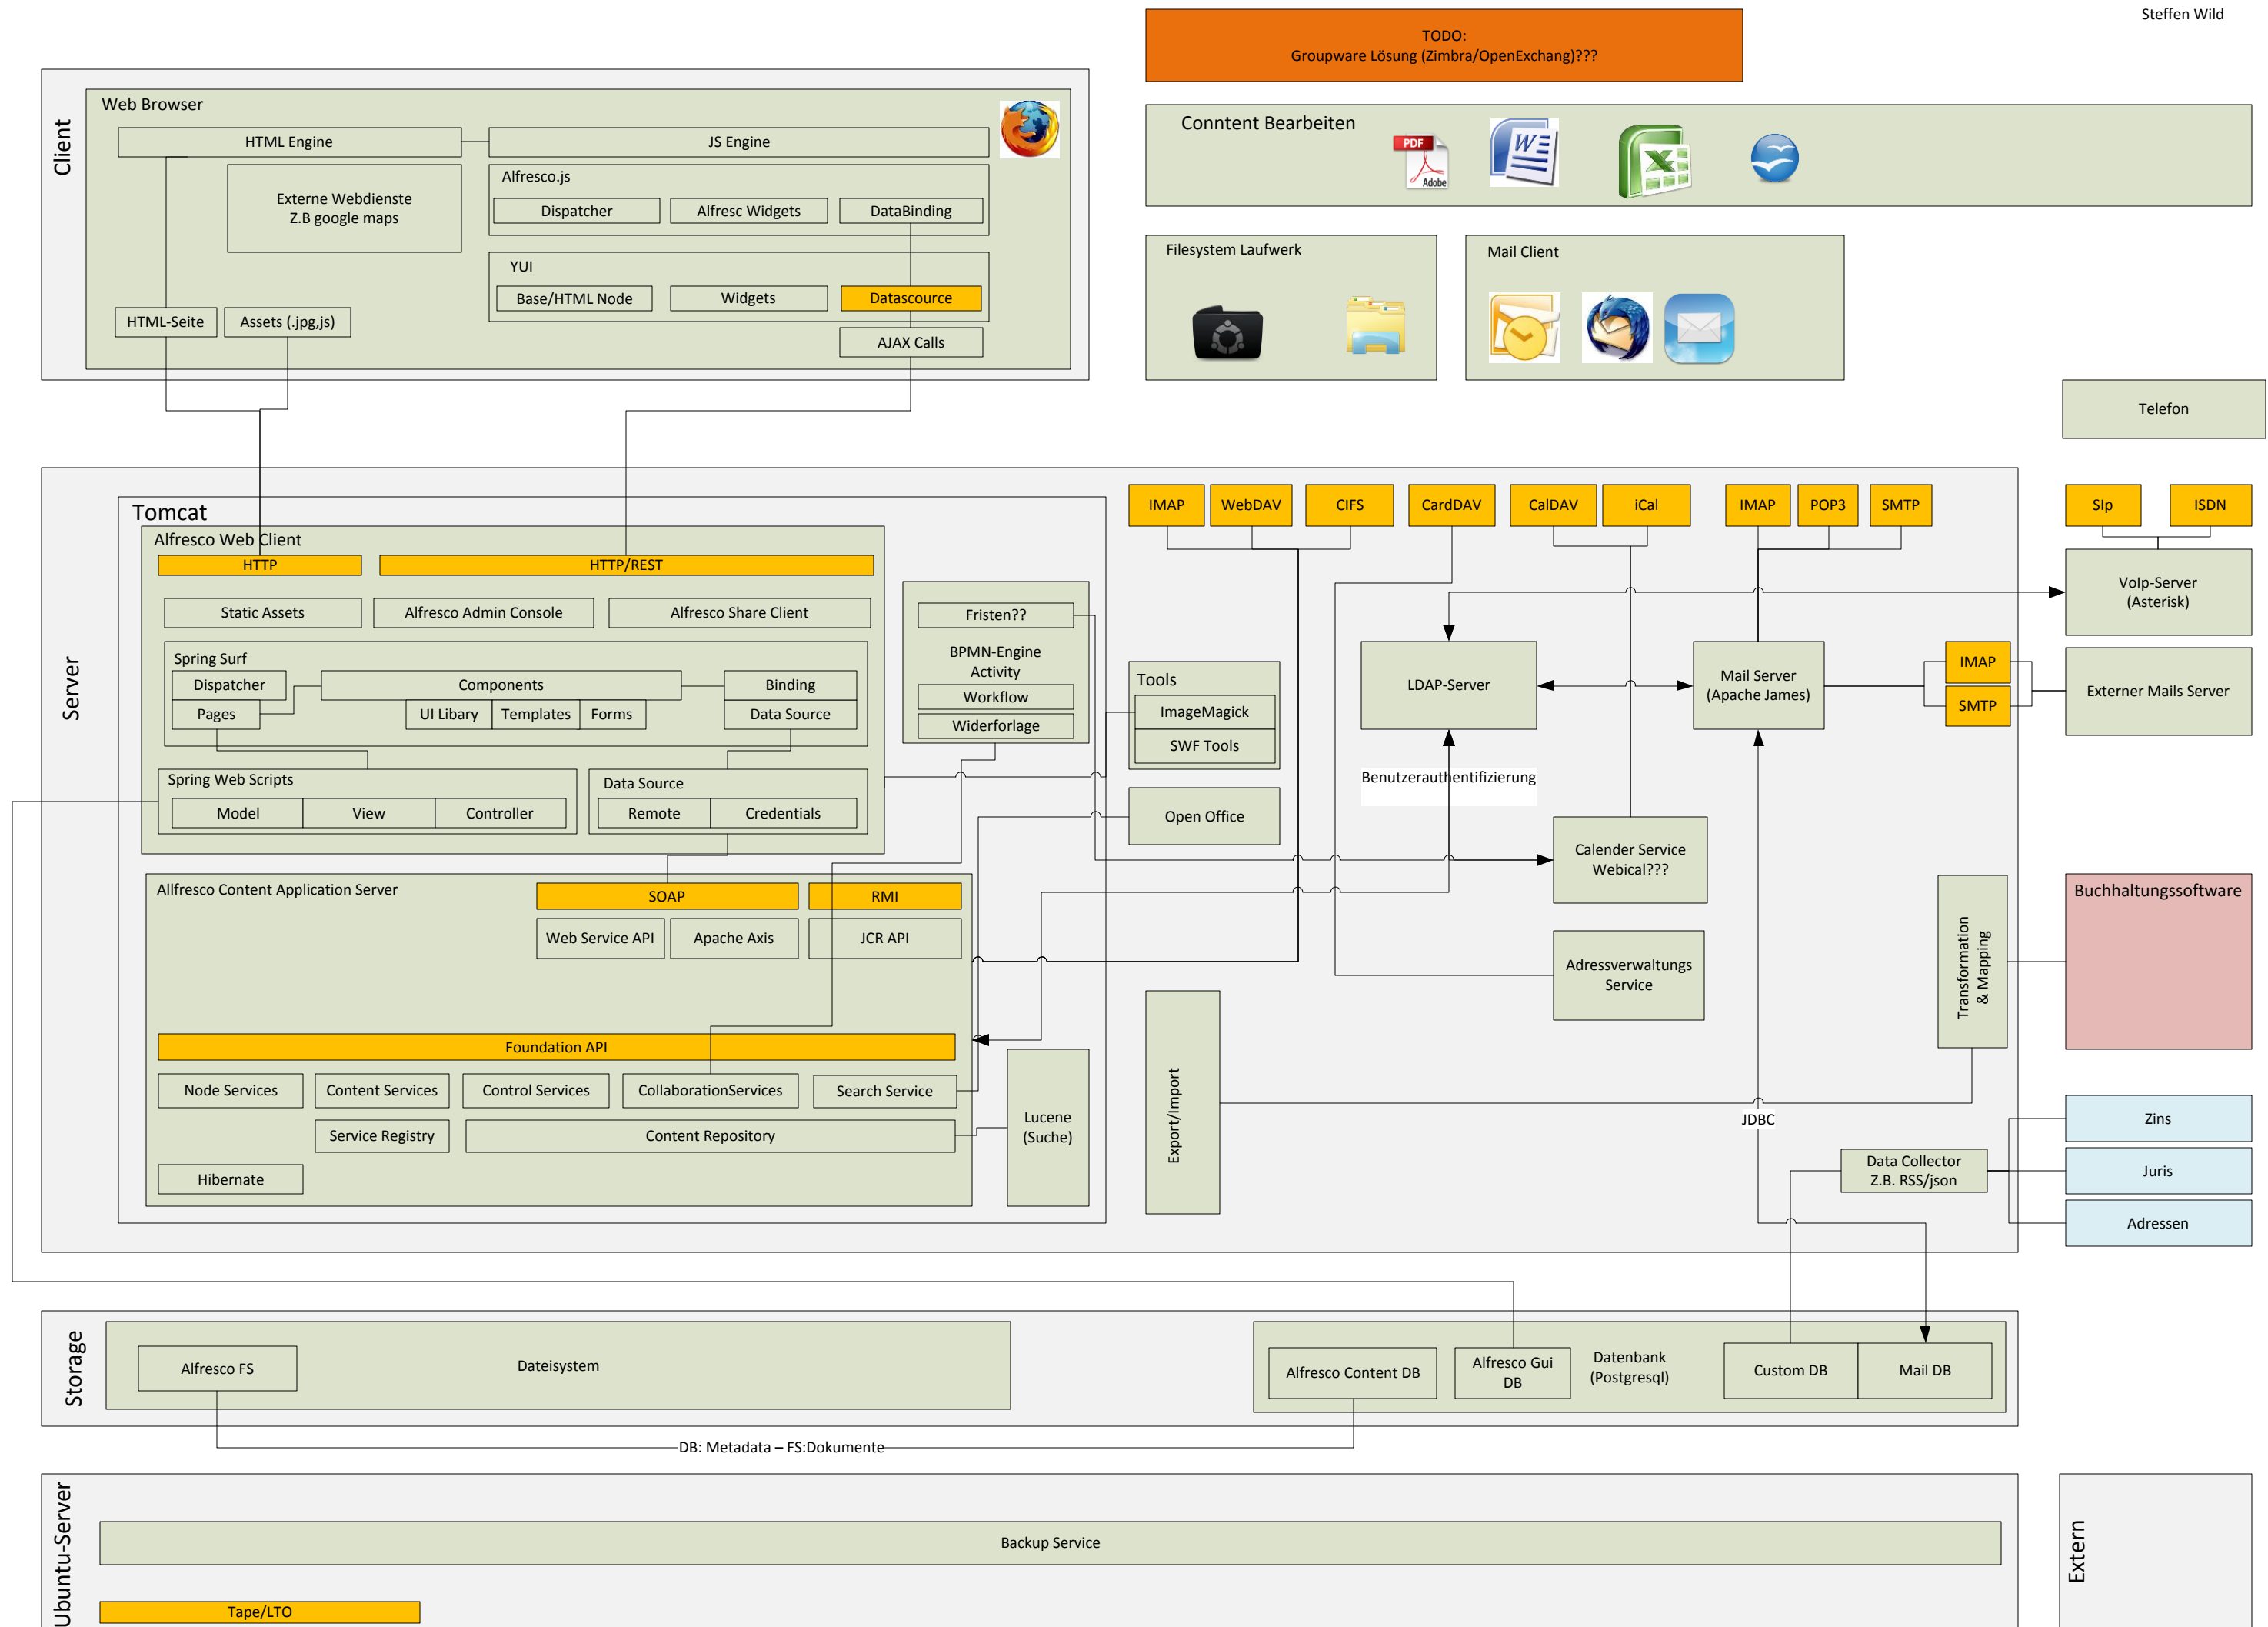 Steffen Wild
TODO:
Groupware Lösung (Zimbra/OpenExchang)???
Client
Web Browser
HTML Engine
JS Engine
Externe Webdienste
Z.B google maps
Alfresco.js
Dispatcher
Alfresc Widgets
DataBinding
YUI
Base/HTML Node
Widgets
Datascource
HTML-Seite
Assets (.jpg,js)
AJAX Calls
Conntent Bearbeiten
PDF
Adobe
W
X
Filesystem Laufwerk
Mail Client
Telefon
Server
Tomcat
Alfresco Web Client
HTTP
HTTP/REST
Static Assets
Alfresco Admin Console
Alfresco Share Client
Spring Surf
Dispatcher
Components
Binding
Pages
UI Libary
Templates
Forms
Data Source
Spring Web Scripts
Model
View
Controller
Data Source
Remote
Credentials
Fristen??
BPMN-Engine
Activity
Workflow
Widerforlage
IMAP
WebDAV
CIFS
CardDAV
CalDAV
iCal
IMAP
POP3
SMTP
SIp
ISDN
VoIp-Server
(Asterisk)
Tools
ImageMagick
SWF Tools
Open Office
LDAP-Server
Mail Server
(Apache James)
IMAP
SMTP
Externer Mails Server
Benutzerauthentifizierung
Calender Service
Webical???
Adressverwaltungs
Service
Allfresco Content Application Server
SOAP
RMI
Web Service API
Apache Axis
JCR API
Foundation API
Node Services
Content Services
Control Services
CollaborationServices
Search Service
Service Registry
Content Repository
Hibernate
Lucene
(Suche)
Export/Import
Transformation
& Mapping
Buchhaltungssoftware
JDBC
Data Collector
Z.B. RSS/json
Zins
Juris
Adressen
Storage
Alfresco FS
Dateisystem
Alfresco Content DB
Alfresco Gui
DB
Datenbank
(Postgresql)
Custom DB
Mail DB
DB: Metadata – FS:Dokumente
Ubuntu-Server
Backup Service
Tape/LTO
Extern